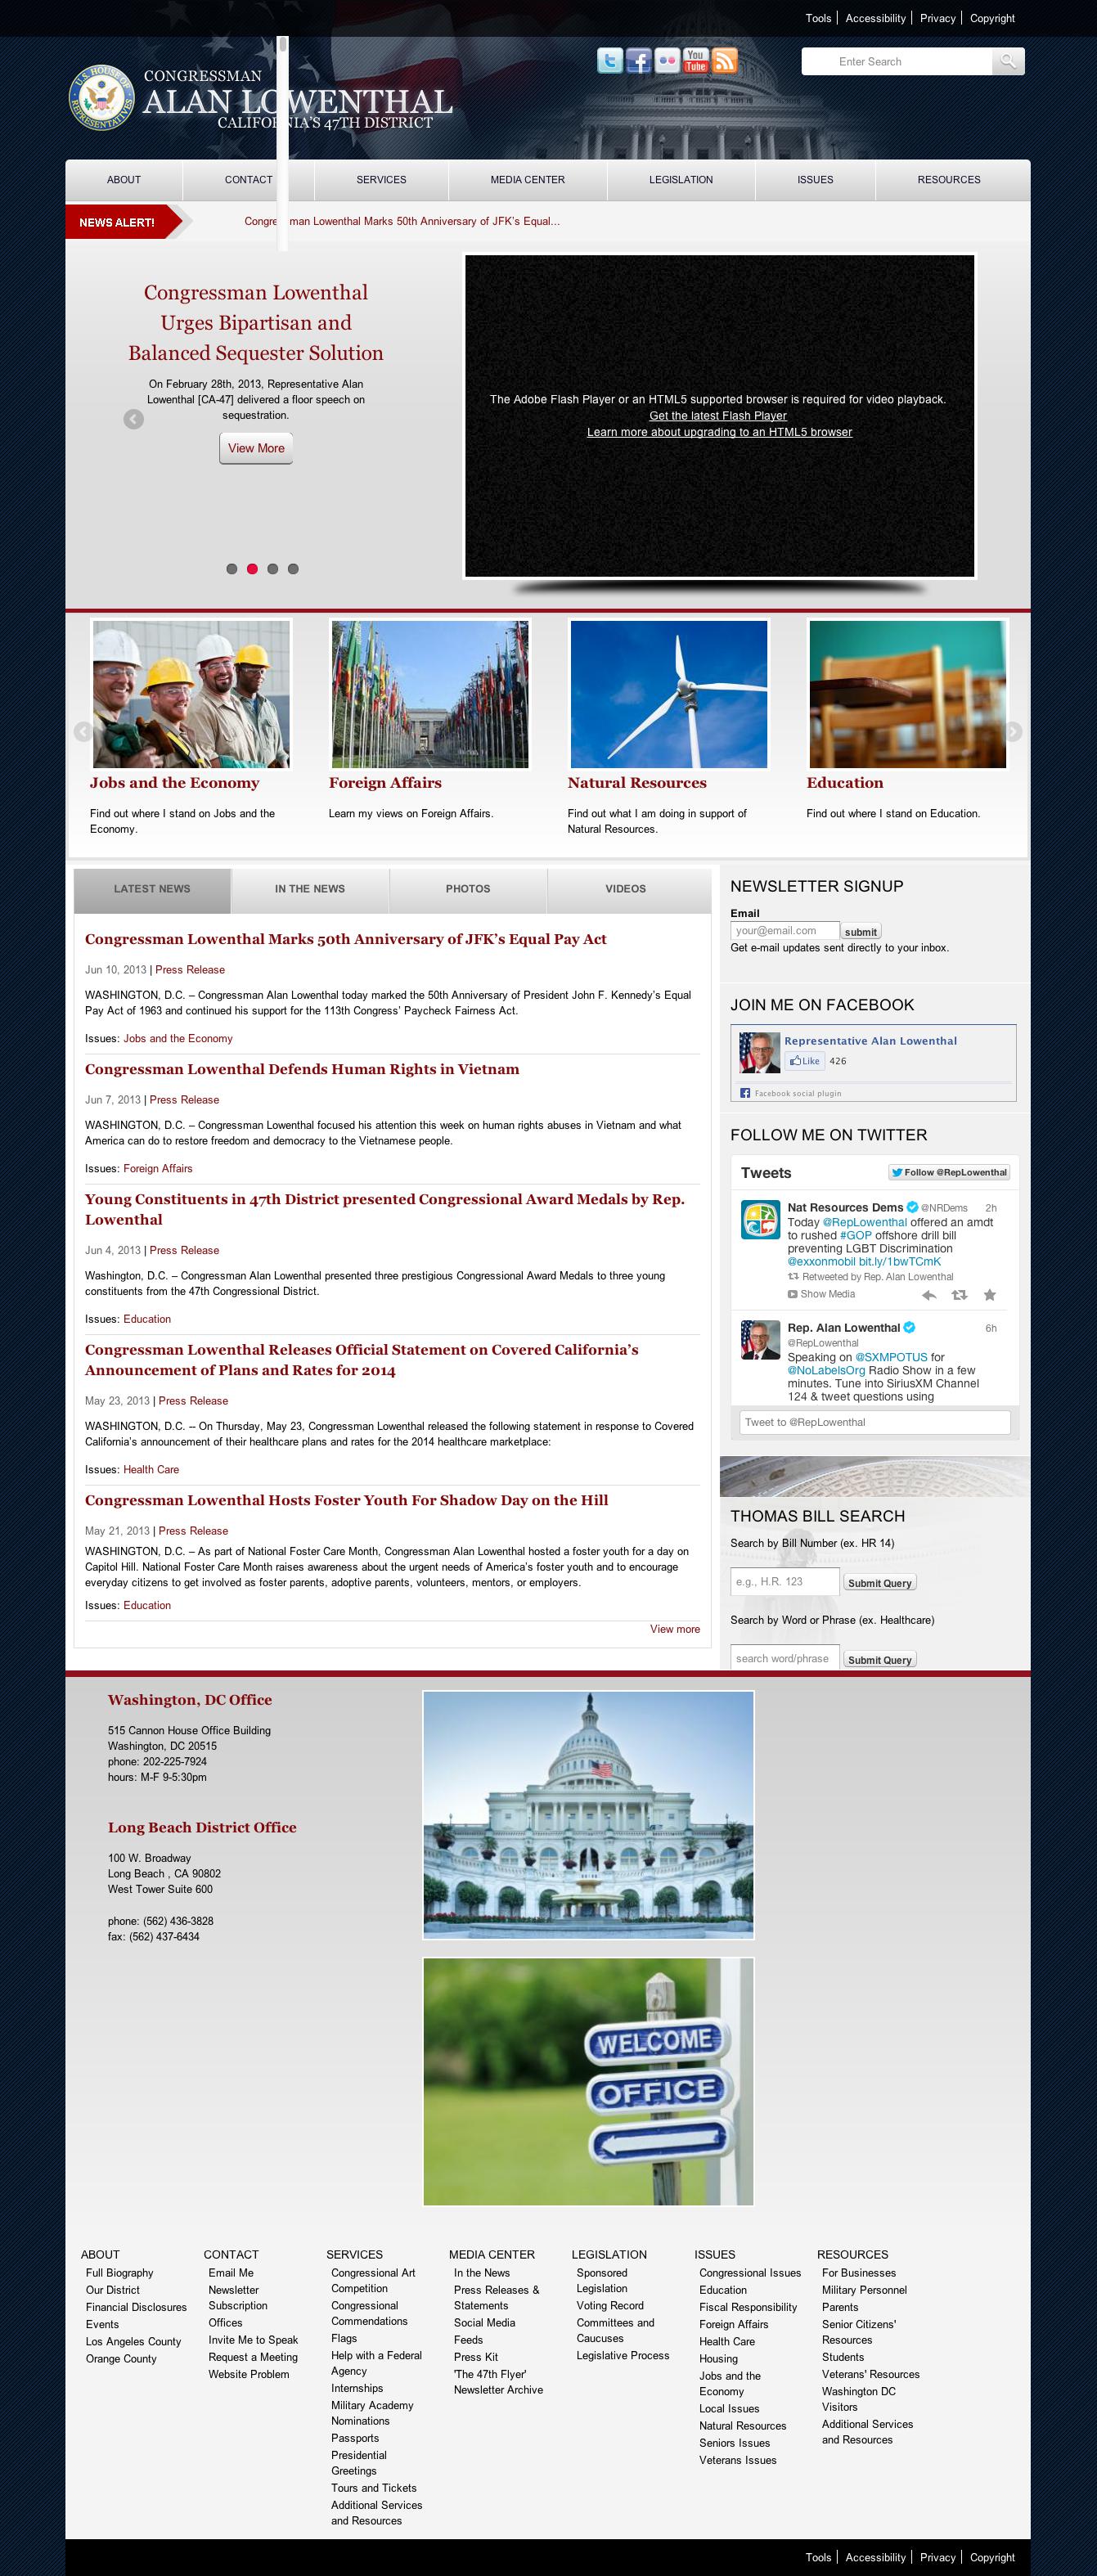 Tools
Accessibility
Privacy
Copyright
Enter Search
CONGRESSMAN
ALAN LOWENTHAL
CALIFORNIA'S 47TH DISTRICT
ABOUT
CONTACT
SERVICES
MEDIA CENTER
LEGISLATION
ISSUES
RESOURCES
NEWS ALERT!
Congressman Lowenthal Marks 50th Anniversary of JFK's Equal...
Congressman Lowenthal
Urges Bipartisan and
Balanced Sequester Solution
On February 28th, 2013, Representative Alan
Lowenthal [CA-47] delivered a floor speech on
sequestration.
View More
The Adobe Flash Player or an HTML5 supported browser is required for video playback.
Get the latest Flash Player
Learn more about upgrading to an HTML5 browser
Jobs and the Economy
Find out where I stand on Jobs and the
Economy.
Foreign Affairs
Learn my views on Foreign Affairs.
Natural Resources
Find out what I am doing in support of
Natural Resources.
Education
Find out where I stand on Education.
LATEST NEWS
IN THE NEWS
PHOTOS
VIDEOS
Congressman Lowenthal Marks 50th Anniversary of JFK's Equal Pay Act
Jun 10, 2013 | Press Release
WASHINGTON, D.C. – Congressman Alan Lowenthal today marked the 50th Anniversary of President John F. Kennedy's Equal
Pay Act of 1963 and continued his support for the 113th Congress' Paycheck Fairness Act.
Issues: Jobs and the Economy
Congressman Lowenthal Defends Human Rights in Vietnam
Jun 7, 2013 | Press Release
WASHINGTON, D.C. – Congressman Lowenthal focused his attention this week on human rights abuses in Vietnam and what
America can do to restore freedom and democracy to the Vietnamese people.
Issues: Foreign Affairs
Young Constituents in 47th District presented Congressional Award Medals by Rep.
Lowenthal
Jun 4, 2013 | Press Release
Washington, D.C. – Congressman Alan Lowenthal presented three prestigious Congressional Award Medals to three young
constituents from the 47th Congressional District.
Issues: Education
Congressman Lowenthal Releases Official Statement on Covered California's
Announcement of Plans and Rates for 2014
May 23, 2013 | Press Release
WASHINGTON, D.C. -- On Thursday, May 23, Congressman Lowenthal released the following statement in response to Covered
California's announcement of their healthcare plans and rates for the 2014 healthcare marketplace:
Issues: Health Care
Congressman Lowenthal Hosts Foster Youth For Shadow Day on the Hill
May 21, 2013 | Press Release
WASHINGTON, D.C. – As part of National Foster Care Month, Congressman Alan Lowenthal hosted a foster youth for a day on
Capitol Hill. National Foster Care Month raises awareness about the urgent needs of America's foster youth and to encourage
everyday citizens to get involved as foster parents, adoptive parents, volunteers, mentors, or employers.
Issues: Education
View more
NEWSLETTER SIGNUP
Email
your@email.com
submit
Get e-mail updates sent directly to your inbox.
JOIN ME ON FACEBOOK
Representative Alan Lowenthal
Like 426
Facebook social plugin
FOLLOW ME ON TWITTER
Tweets
Follow @RepLowenthal
Nat Resources Dems @NRDems 2h
Today @RepLowenthal offered an amdt
to rushed #GOP offshore drill bill
preventing LGBT Discrimination
@exxonmobil bit.ly/1bwTCmK
Retweeted by Rep. Alan Lowenthal
Show Media
Rep. Alan Lowenthal 6h
@RepLowenthal
Speaking on @SXMPOTUS for
@NoLabelsOrg Radio Show in a few
minutes. Tune into SiriusXM Channel
124 & tweet questions using
Tweet to @RepLowenthal
THOMAS BILL SEARCH
Search by Bill Number (ex. HR 14)
e.g., H.R. 123
Submit Query
Search by Word or Phrase (ex. Healthcare)
search word/phrase
Submit Query
Washington, DC Office
515 Cannon House Office Building
Washington, DC 20515
phone: 202-225-7924
hours: M-F 9-5:30pm
Long Beach District Office
100 W. Broadway
Long Beach , CA 90802
West Tower Suite 600
phone: (562) 436-3828
fax: (562) 437-6434
WELCOME
OFFICE
ABOUT
Full Biography
Our District
Financial Disclosures
Events
Los Angeles County
Orange County
CONTACT
Email Me
Newsletter
Subscription
Offices
Invite Me to Speak
Request a Meeting
Website Problem
SERVICES
Congressional Art
Competition
Congressional
Commendations
Flags
Help with a Federal
Agency
Internships
Military Academy
Nominations
Passports
Presidential
Greetings
Tours and Tickets
Additional Services
and Resources
MEDIA CENTER
In the News
Press Releases &
Statements
Social Media
Feeds
Press Kit
'The 47th Flyer'
Newsletter Archive
LEGISLATION
Sponsored
Legislation
Voting Record
Committees and
Caucuses
Legislative Process
ISSUES
Congressional Issues
Education
Fiscal Responsibility
Foreign Affairs
Health Care
Housing
Jobs and the
Economy
Local Issues
Natural Resources
Seniors Issues
Veterans Issues
RESOURCES
For Businesses
Military Personnel
Parents
Senior Citizens'
Resources
Students
Veterans' Resources
Washington DC
Visitors
Additional Services
and Resources
Tools
Accessibility
Privacy
Copyright